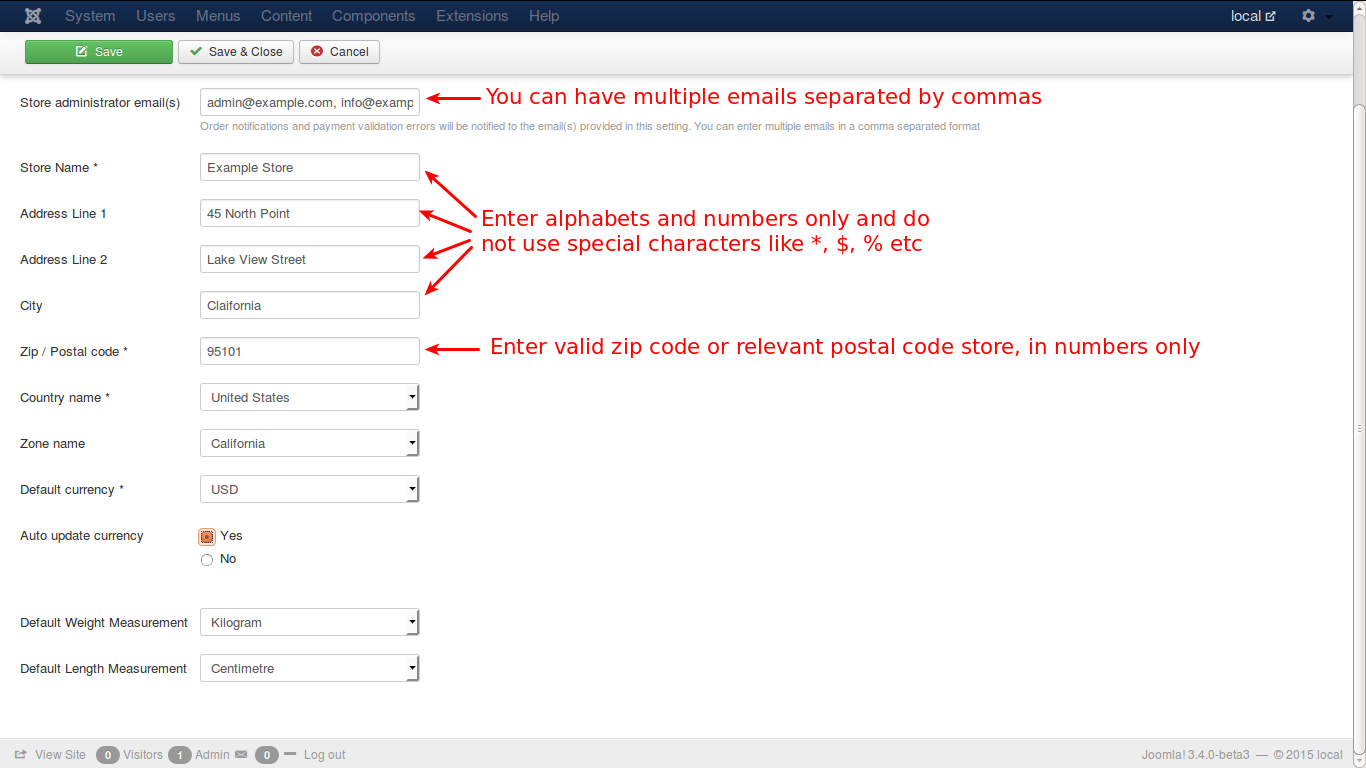 System Users Menus Content Components Extensions Help local
Save Save & Close Cancel
Store administrator email(s) admin@example.com, info@examp You can have multiple emails separated by commas
Order notifications and payment validation errors will be notified to the email(s) provided in this setting. You can enter multiple emails in a comma separated format
Store Name * Example Store
Address Line 1 45 North Point
Enter alphabets and numbers only and do
not use special characters like *, $, % etc
Address Line 2 Lake View Street
City Claifornia
Zip / Postal code * 95101 Enter valid zip code or relevant postal code store, in numbers only
Country name * United States
Zone name California
Default currency * USD
Auto update currency Yes
No
Default Weight Measurement Kilogram
Default Length Measurement Centimetre
View Site 0 Visitors 1 Admin 0 Log out Joomla! 3.4.0-beta3 — © 2015 local